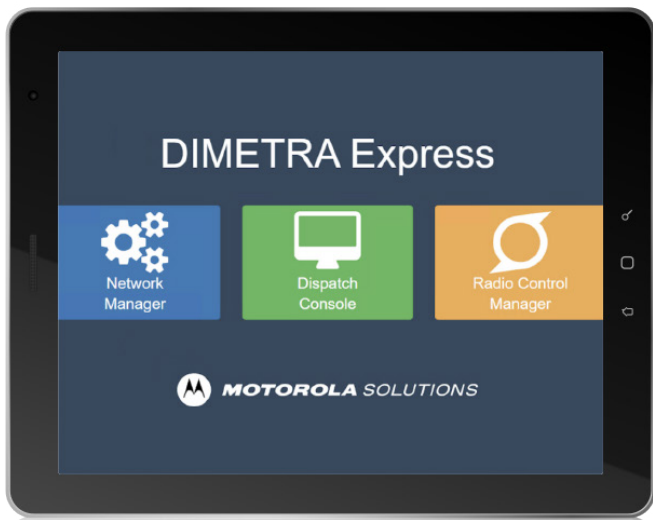 DIMETRA Express
Network
Manager
Dispatch
Console
Radio Control
Manager
MOTOROLA SOLUTIONS